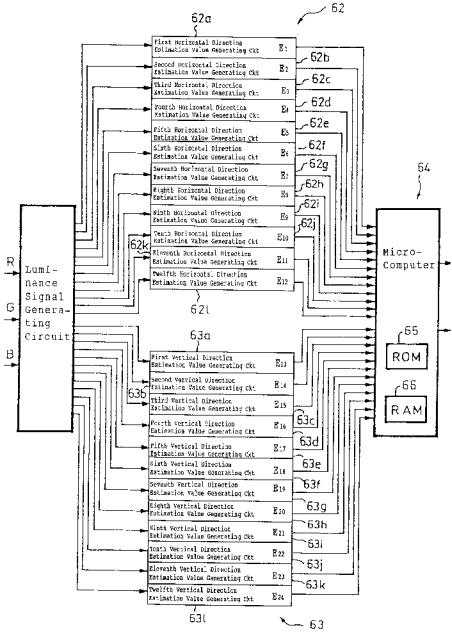 62
62a
First Horizontal Direction E1
Estimation Value Generating Ckt
62b
Second Horizontal Direction E2
Estimation Value Generating Ckt
62c
Third Horizontal Direction E3
Estimation Value Generating Ckt
62d
Fourth Horizontal Direction E4
Estimation Value Generating Ckt
62e
Fifth Horizontal Direction E5
Estimation Value Generating Ckt
62f
Sixth Horizontal Direction E6
Estimation Value Generating Ckt
62g
Seventh Horizontal Direction E7
Estimation Value Generating Ckt
62h
Eighth Horizontal Direction E8
Estimation Value Generating Ckt
62i
Ninth Horizontal Direction E9
Estimation Value Generating Ckt
62j
Tenth Horizontal Direction E10
Estimation Value Generating Ckt
62k
Eleventh Horizontal Direction E11
Estimation Value Generating Ckt
Twelfth Horizontal Direction E12
Estimation Value Generating Ckt
62l
R
G
B
Lumi-
nance
Signal
Genera-
ting
Circuit
64
Micro-
Computer
65
ROM
66
RAM
63a
First Vertical Direction E13
Estimation Value Generating Ckt
63b
Second Vertical Direction E14
Estimation Value Generating Ckt
Third Vertical Direction E15
Estimation Value Generating Ckt
63c
Fourth Vertical Direction E16
Estimation Value Generating Ckt
63d
Fifth Vertical Direction E17
Estimation Value Generating Ckt
63e
Sixth Vertical Direction E18
Estimation Value Generating Ckt
63f
Seventh Vertical Direction E19
Estimation Value Generating Ckt
63g
Eighth Vertical Direction E20
Estimation Value Generating Ckt
63h
Ninth Vertical Direction E21
Estimation Value Generating Ckt
63i
Tenth Vertical Direction E22
Estimation Value Generating Ckt
63j
Eleventh Vertical Direction E23
Estimation Value Generating Ckt
63k
Twelfth Vertical Direction E24
Estimation Value Generating Ckt
63l
63